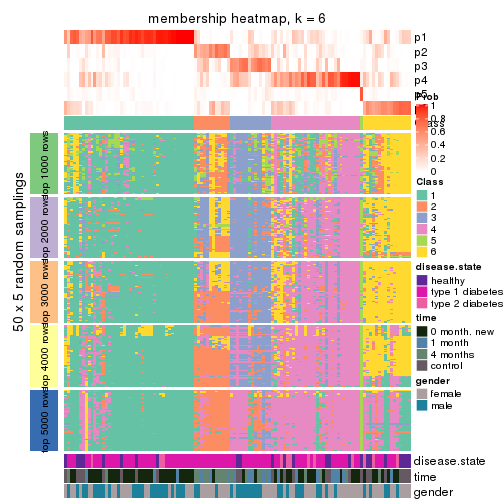 membership heatmap, k = 6
p1
p2
p3
p4
p5
p6
Prob
1
0.8
0.6
0.4
0.2
0
Class
1
2
3
4
5
6
disease.state
healthy
type 1 diabetes
type 2 diabetes
time
0 month. new
1 month
4 months
control
gender
female
male
50 x 5 random samplings
top 1000 rows
top 2000 rows
top 3000 rows
top 4000 rows
top 5000 rows
disease.state
time
gender